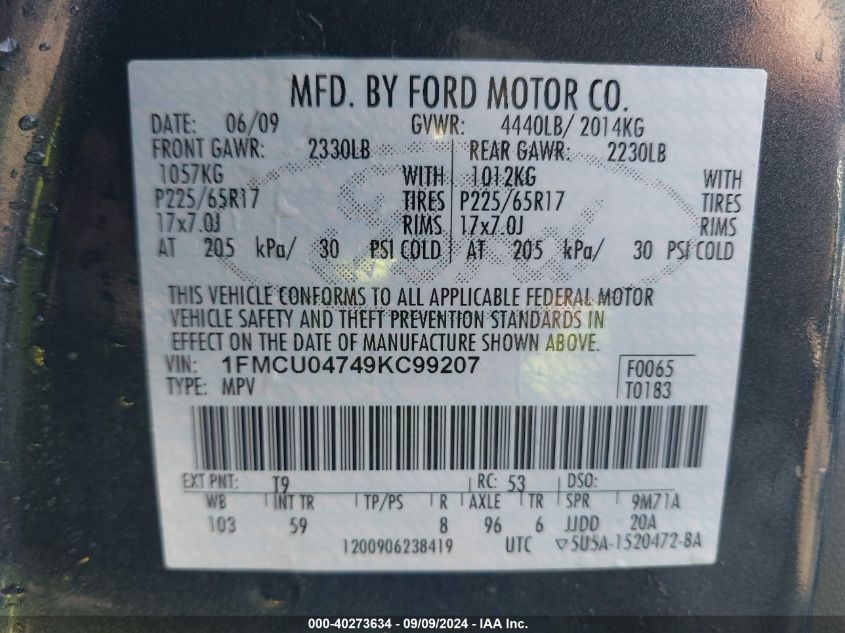 MFD. BY FORD MOTOR CO.
DATE: 06/09 GVWR: 4440LB/ 2014KG
FRONT GAWR: 2330LB REAR GAWR: 2230LB
1057KG WITH 1012KG WITH
P225/65R17 TIRES P225/65R17 TIRES
17x7.0J RIMS 17x7.0J RIMS
AT 205 kPa/ 30 PSI COLD AT 205 kPa/ 30 PSI COLD
THIS VEHICLE CONFORMS TO ALL APPLICABLE FEDERAL MOTOR
VEHICLE SAFETY AND THEFT PREVENTION STANDARDS IN
EFFECT ON THE DATE OF MANUFACTURE SHOWN ABOVE.
VIN: 1FMCU04749KC99207 F0065
TYPE: MPV T0183
EXT PNT: T9 RC: 53 DSO:
WB INT TR TP/PS R AXLE TR SPR 9M71A
103 59 8 96 6 JJDD 20A
1200906238419 UTC ▽5U5A-1520472-BA
000-40273634 - 09/09/2024 - IAA Inc.